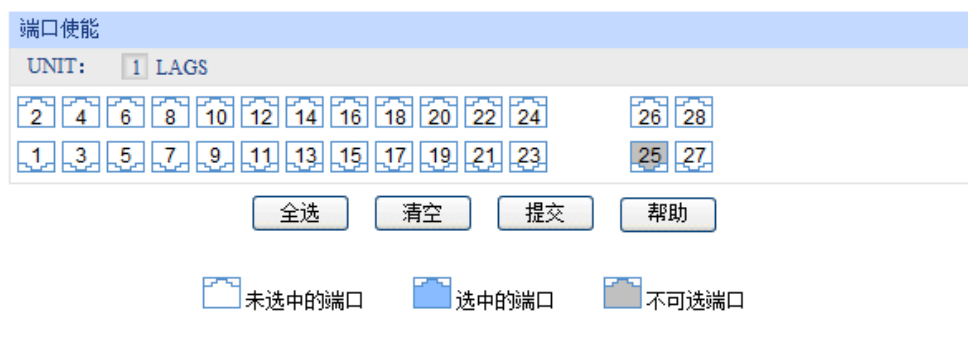 端口使能
UNIT： 1 LAGS
2 4 6 8 10 12 14 16 18 20 22 24 26 28
1 3 5 7 9 11 13 15 17 19 21 23 25 27
全选 清空 提交 帮助
未选中的端口 选中的端口 不可选端口